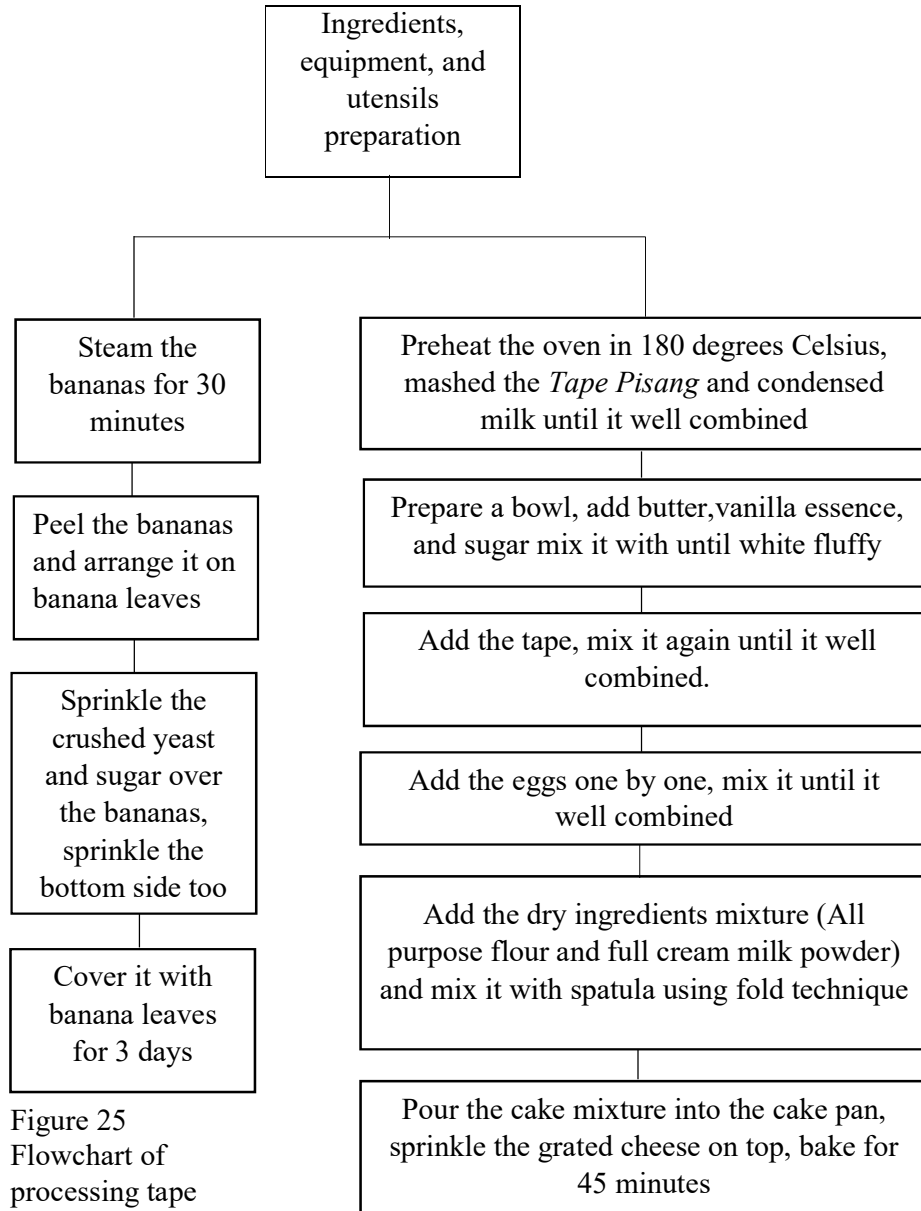 Ingredients,
equipment, and
utensils
preparation
Steam the
bananas for 30
minutes
Peel the bananas
and arrange it on
banana leaves
Sprinkle the
crushed yeast
and sugar over
the bananas,
sprinkle the
bottom side too
Cover it with
banana leaves
for 3 days
Figure 25
Flowchart of
processing tape
Preheat the oven in 180 degrees Celsius,
mashed the Tape Pisang and condensed
milk until it well combined
Prepare a bowl, add butter,vanilla essence,
and sugar mix it with until white fluffy
Add the tape, mix it again until it well
combined.
Add the eggs one by one, mix it until it
well combined
Add the dry ingredients mixture (All
purpose flour and full cream milk powder)
and mix it with spatula using fold technique
Pour the cake mixture into the cake pan,
sprinkle the grated cheese on top, bake for
45 minutes